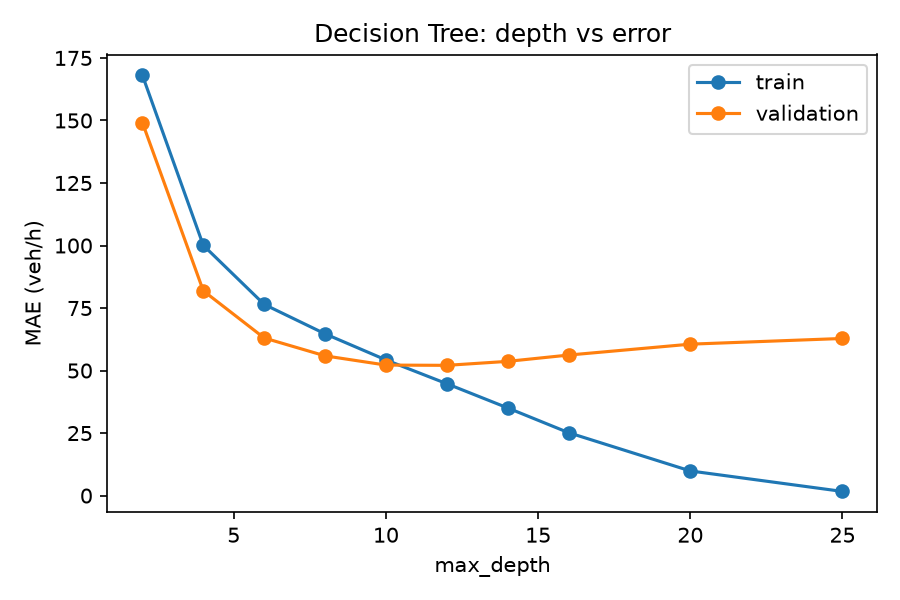 Decision Tree: depth vs error
train
validation
MAE (veh/h)
175
150
125
100
75
50
25
0
5 10 15 20 25
max_depth